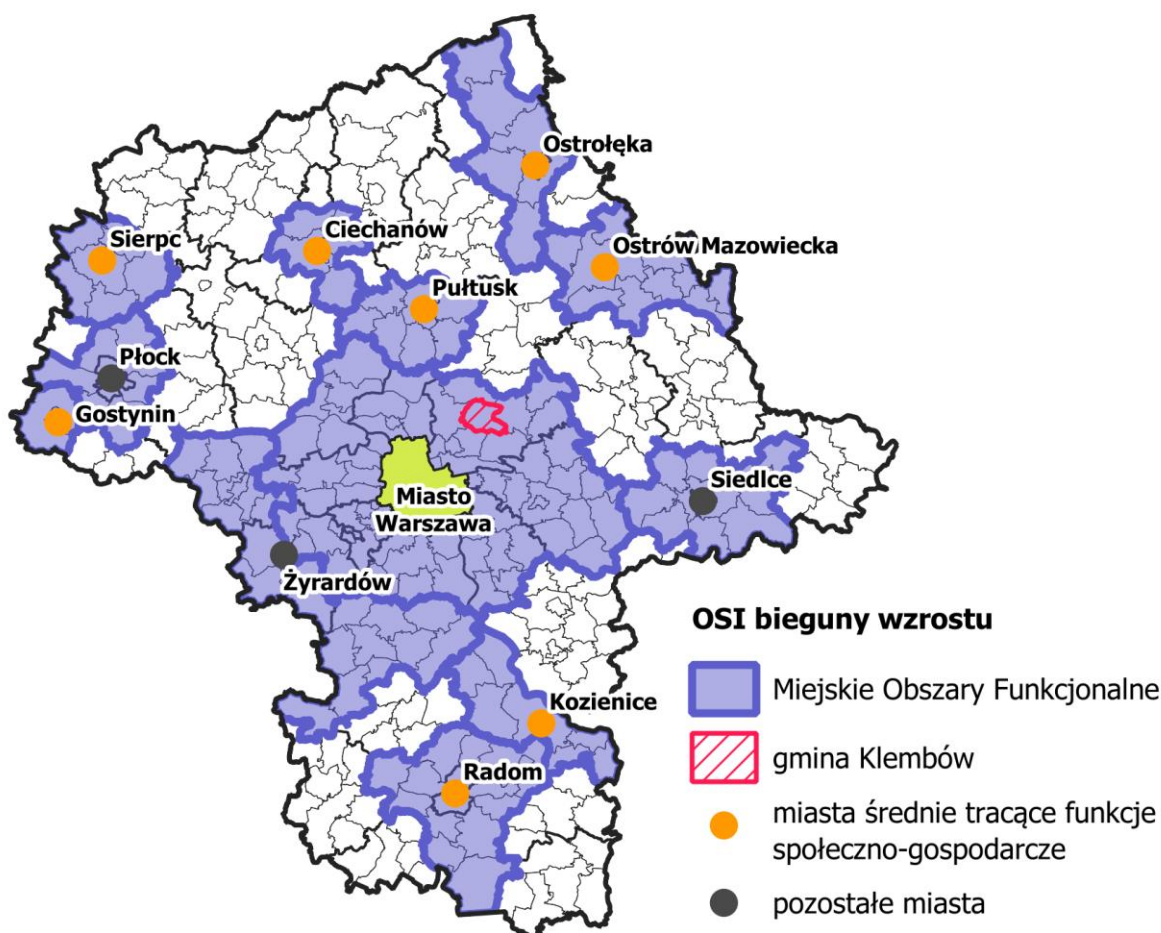 Ostrołęka
Sierpc
Ciechanów
Ostrów Mazowiecka
Pułtusk
Płock
Gostynin
Siedlce
Miasto
Warszawa
Żyrardów
OSI bieguny wzrostu
Miejskie Obszary Funkcjonalne
Kozienice
gmina Klembów
Radom
miasta średnie tracące funkcje
społeczno-gospodarcze
pozostałe miasta